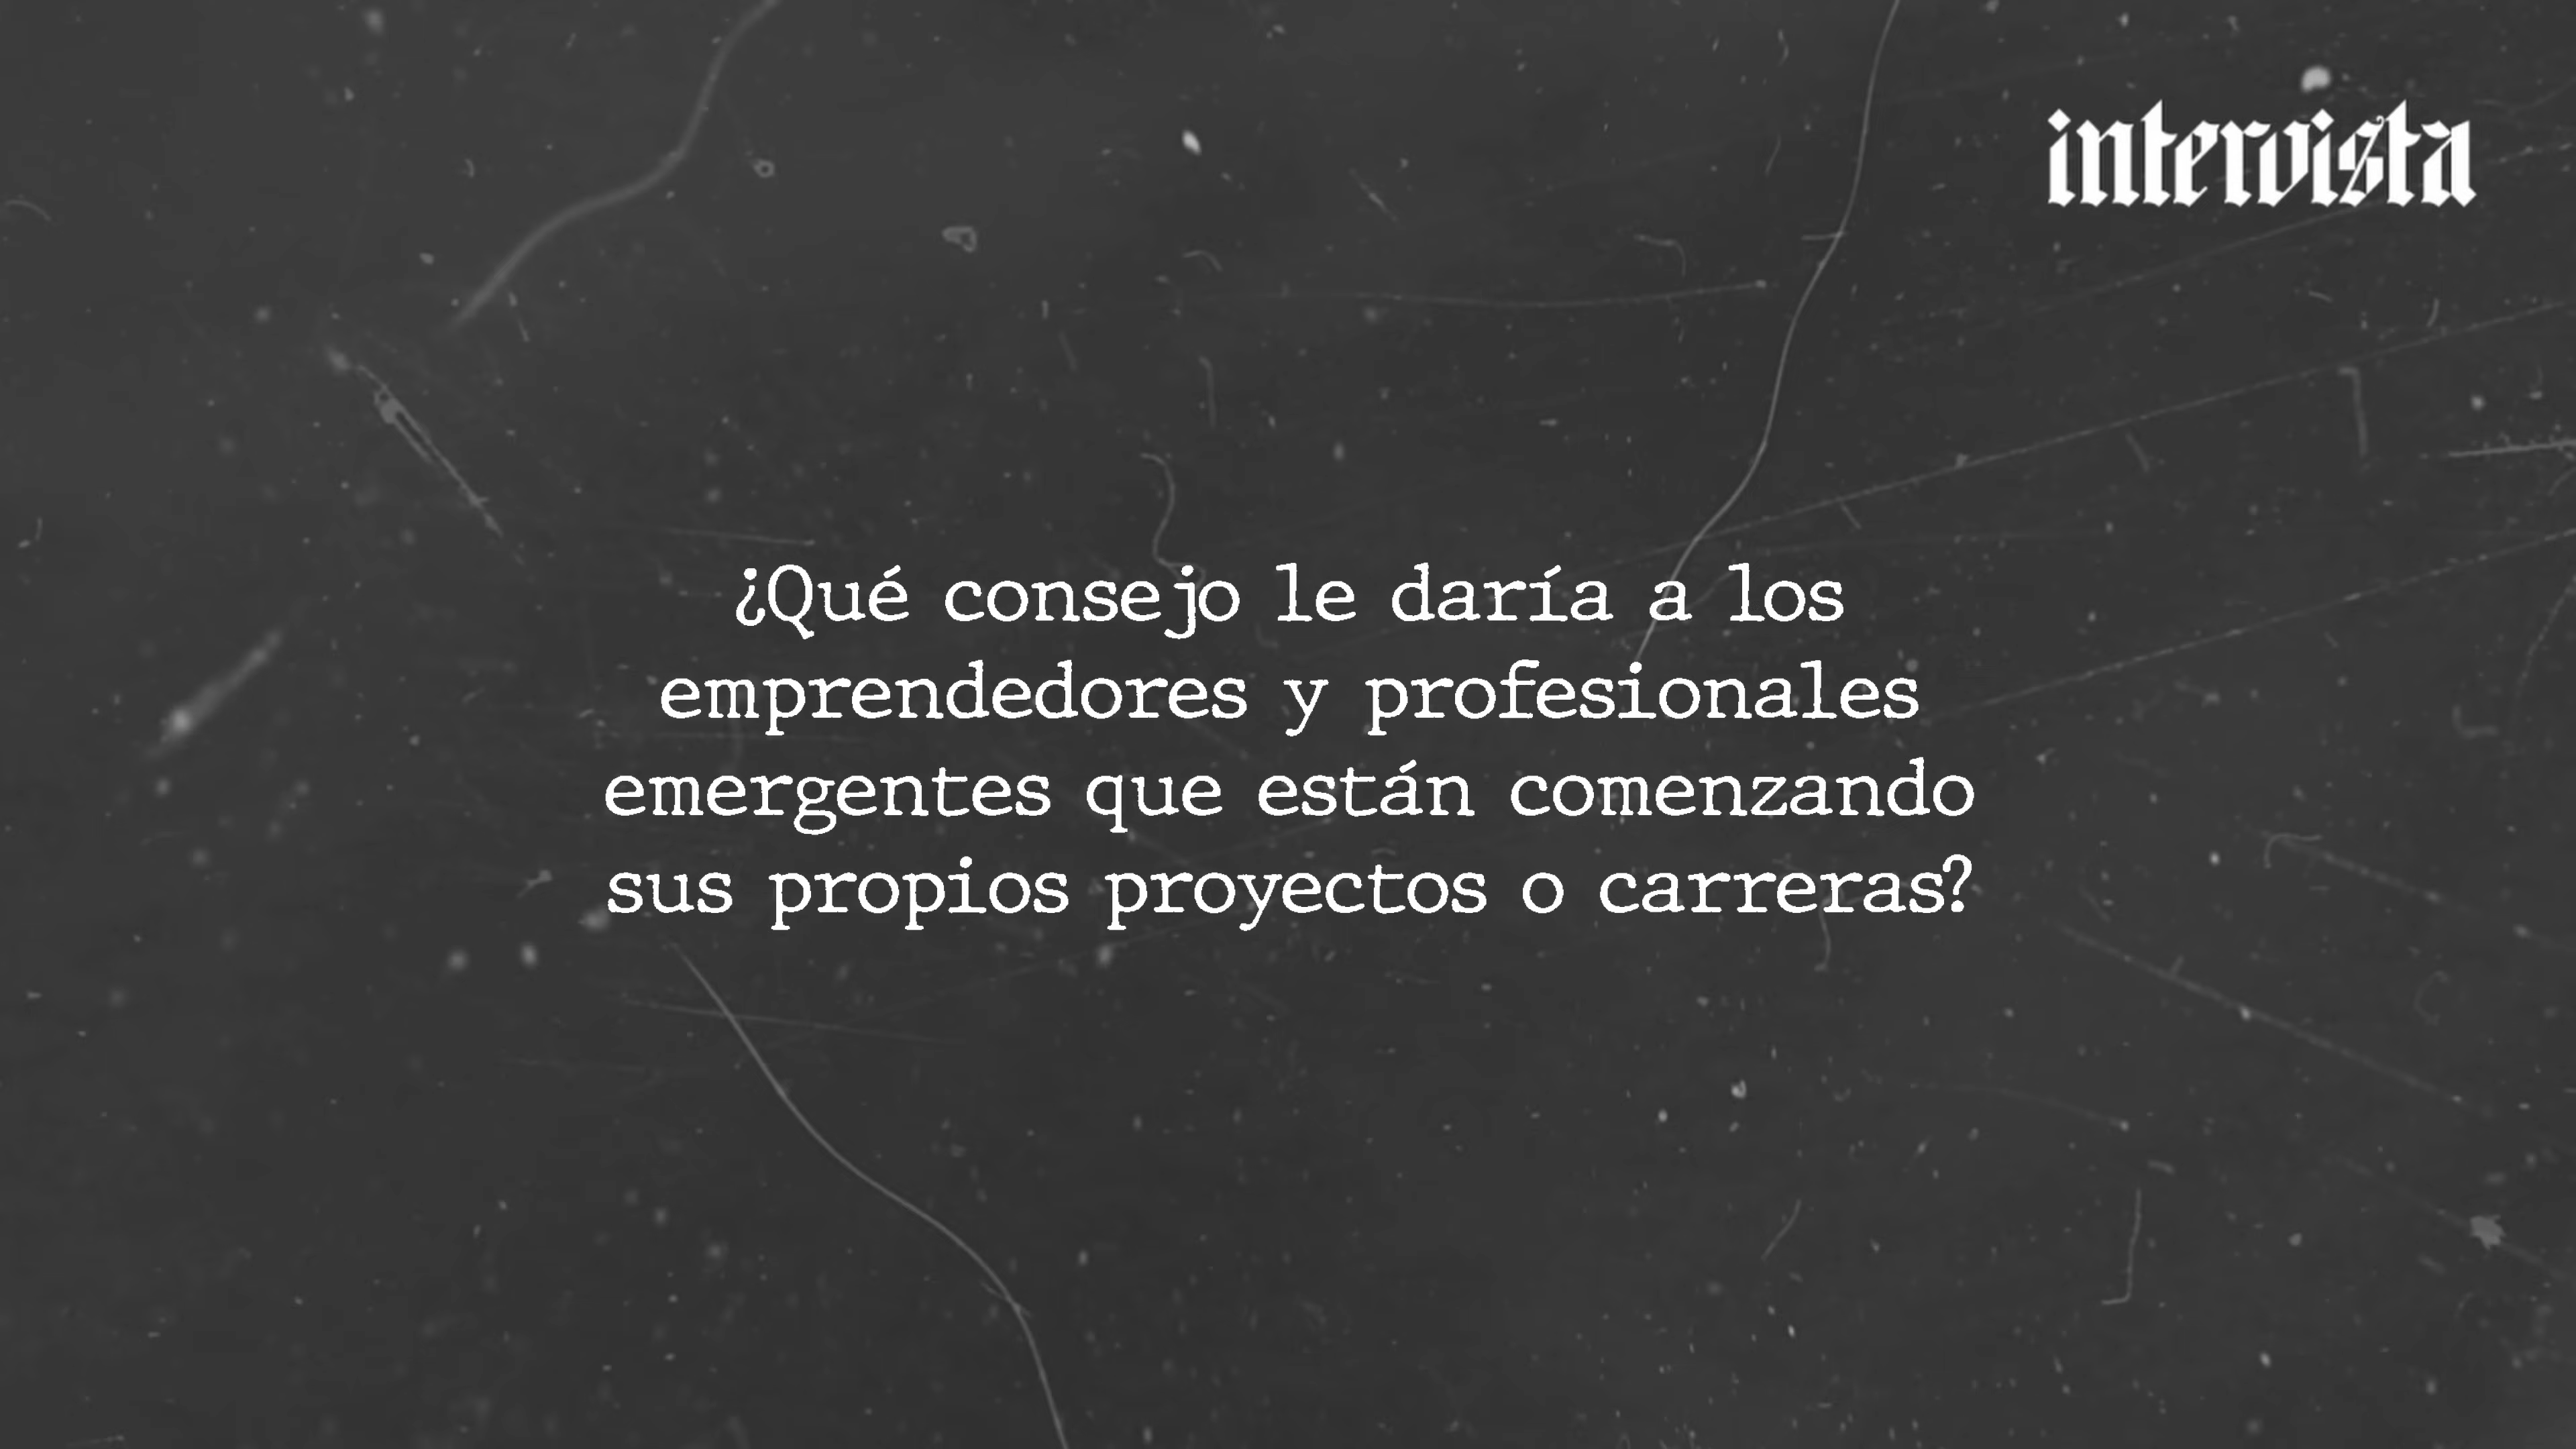 intervista
¿Qué consejo le daría a los
emprendedores y profesionales
emergentes que están comenzando
sus propios proyectos o carreras?